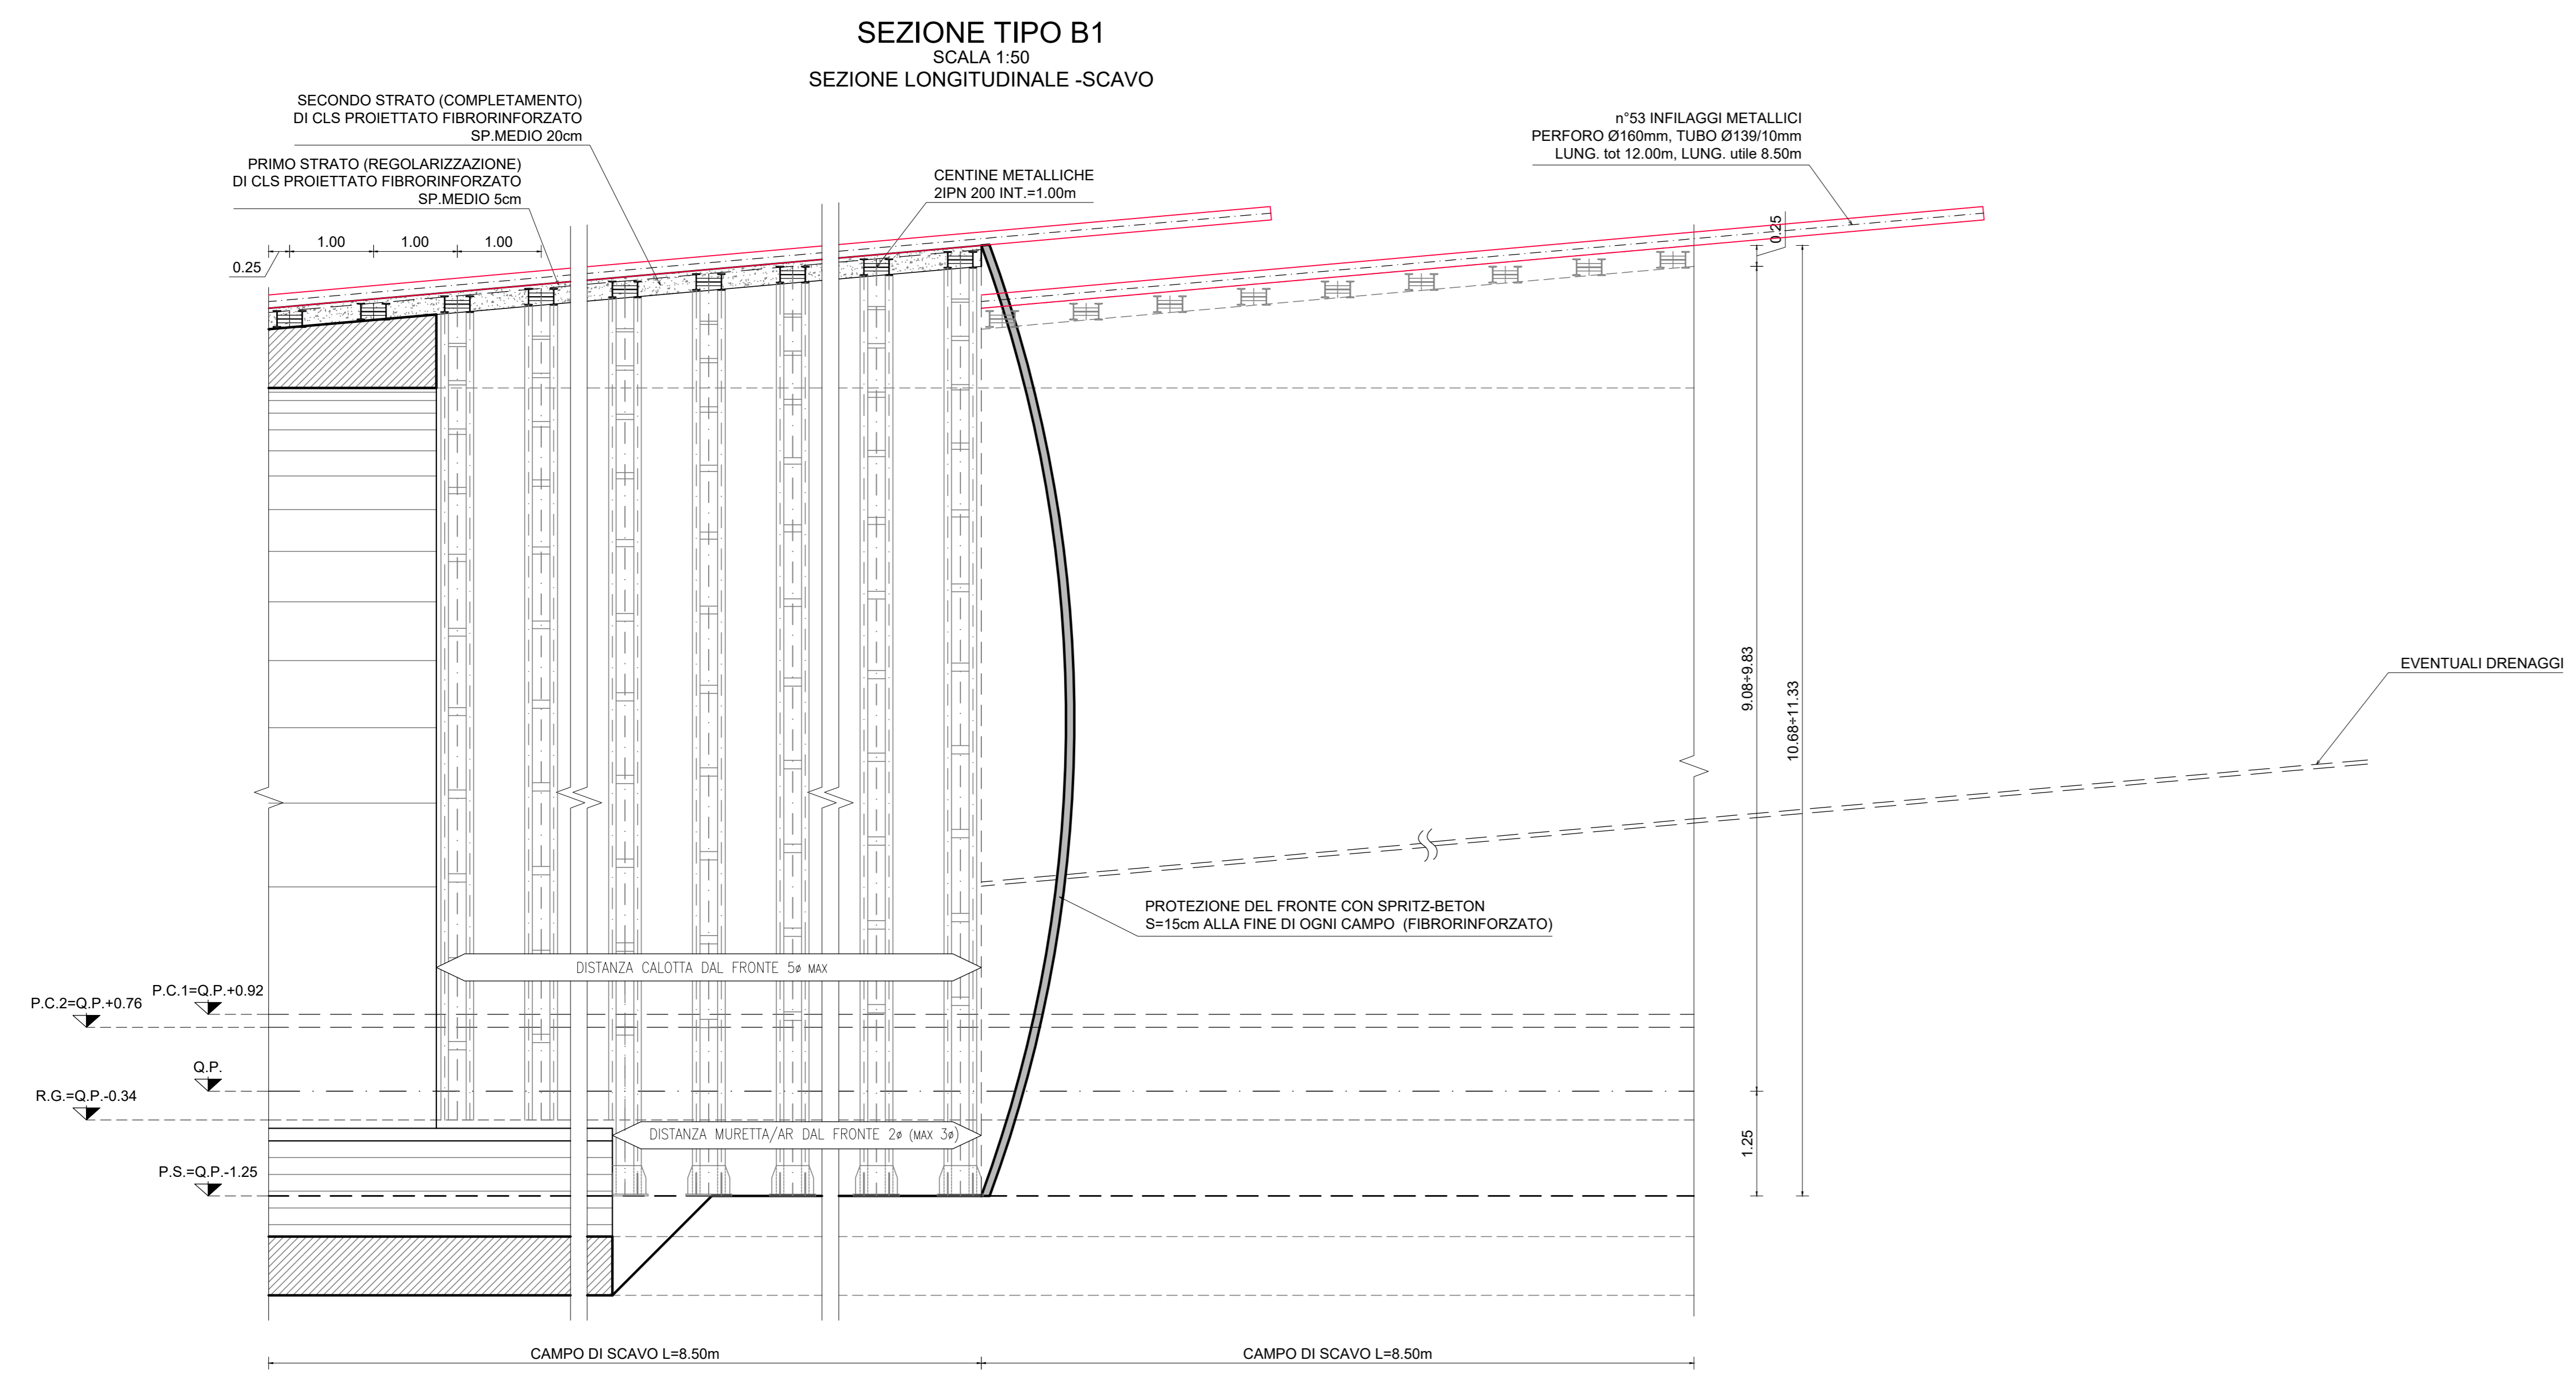 SEZIONE TIPO B1
SCALA 1:50
SEZIONE LONGITUDINALE -SCAVO
SECONDO STRATO (COMPLETAMENTO)
DI CLS PROIETTATO FIBRORINFORZATO
SP.MEDIO 20cm
PRIMO STRATO (REGOLARIZZAZIONE)
DI CLS PROIETTATO FIBRORINFORZATO
SP.MEDIO 5cm
CENTINE METALLICHE
2IPN 200 INT.=1.00m
n°53 INFILAGGI METALLICI
PERFORO Ø160mm, TUBO Ø139/10mm
LUNG. tot 12.00m, LUNG. utile 8.50m
1.00
1.00
1.00
0.25
0.25
9.08÷9.83
10.68÷11.33
EVENTUALI DRENAGGI
PROTEZIONE DEL FRONTE CON SPRITZ-BETON
S=15cm ALLA FINE DI OGNI CAMPO (FIBRORINFORZATO)
DISTANZA CALOTTA DAL FRONTE 5ø MAX
P.C.1=Q.P.+0.92
P.C.2=Q.P.+0.76
Q.P.
R.G.=Q.P.-0.34
DISTANZA MURETTA/AR DAL FRONTE 2ø (MAX 3ø)
1.25
P.S.=Q.P.-1.25
CAMPO DI SCAVO L=8.50m
CAMPO DI SCAVO L=8.50m